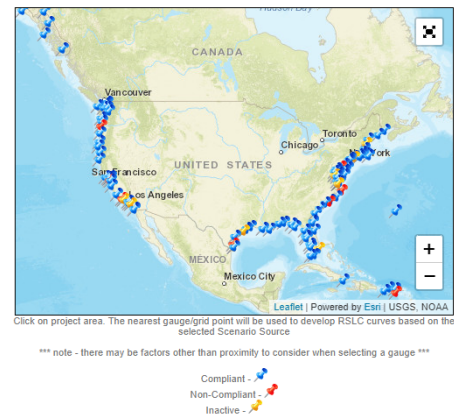 Hudson Bay
CANADA
Vancouver
Toronto
Chicago
New York
UNITED STATES
San Francisco
Los Angeles
MÉXICO
Mexico City
+
−
Leaflet | Powered by Esri | USGS, NOAA
Click on project area. The nearest gauge/grid point will be used to develop RSLC curves based on the
selected Scenario Source
*** note - there may be factors other than proximity to consider when selecting a gauge ***
Compliant -
Non-Compliant -
Inactive -